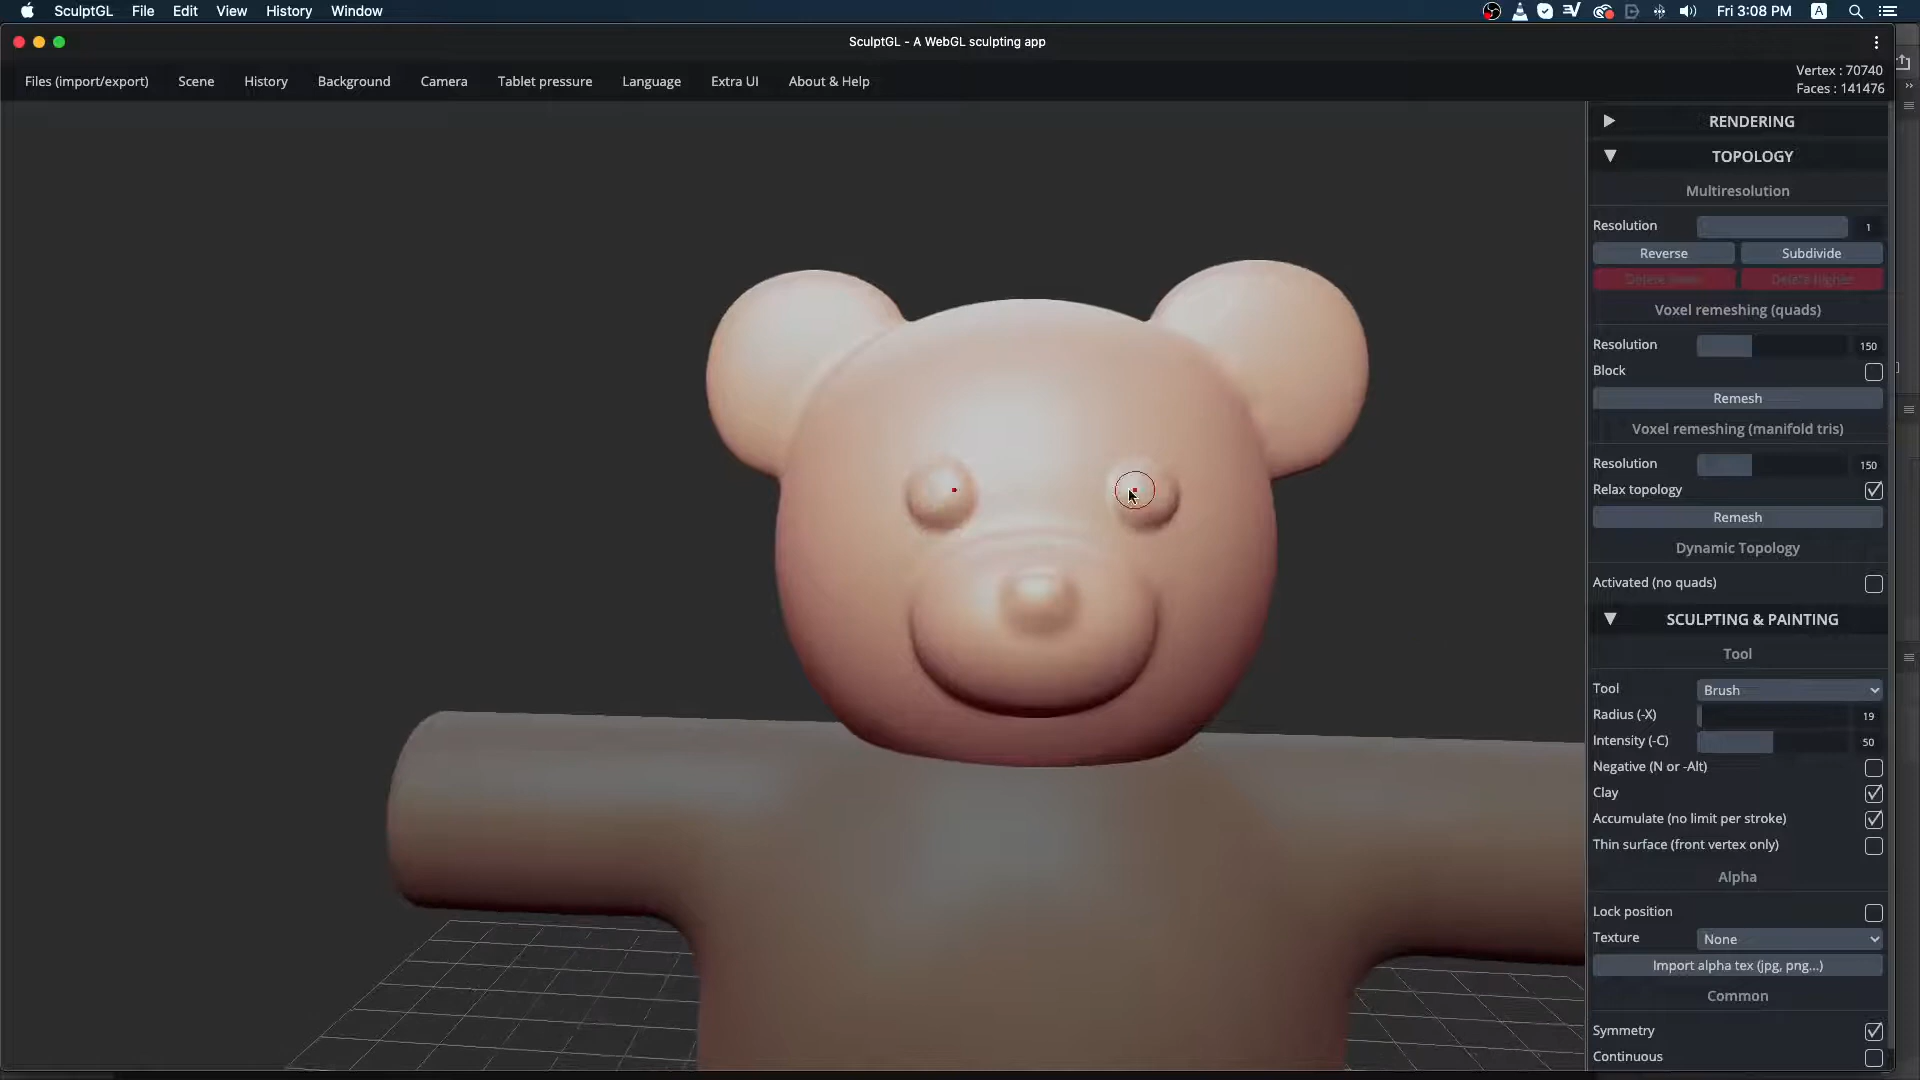 SculptGL File Edit View History Window
Fri 3:08 PM A
SculptGL - A WebGL sculpting app
Files (import/export) Scene History Background Camera Tablet pressure Language Extra UI About & Help
Vertex : 70740
Faces : 141476
RENDERING
TOPOLOGY
Multiresolution
Resolution 1
Reverse Subdivide
Delete lower Delete higher
Voxel remeshing (quads)
Resolution 150
Block
Remesh
Voxel remeshing (manifold tris)
Resolution 150
Relax topology
Remesh
Dynamic Topology
Activated (no quads)
SCULPTING & PAINTING
Tool
Tool Brush
Radius (-X) 19
Intensity (-C) 50
Negative (N or -Alt)
Clay
Accumulate (no limit per stroke)
Thin surface (front vertex only)
Alpha
Lock position
Texture None
Import alpha tex (jpg, png...)
Common
Symmetry
Continuous